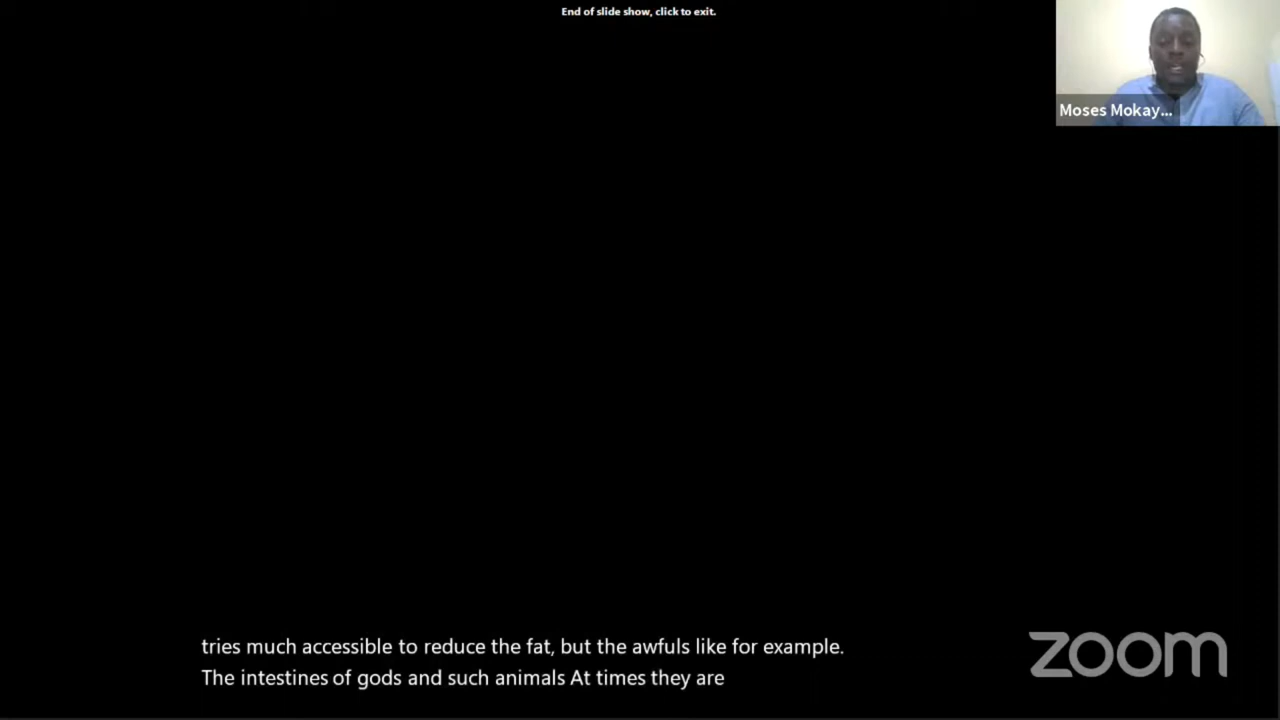 End of slide show, click to exit.
Moses Mokay...
tries much accessible to reduce the fat, but the awfuls like for example.
The intestines of gods and such animals At times they are
zoom